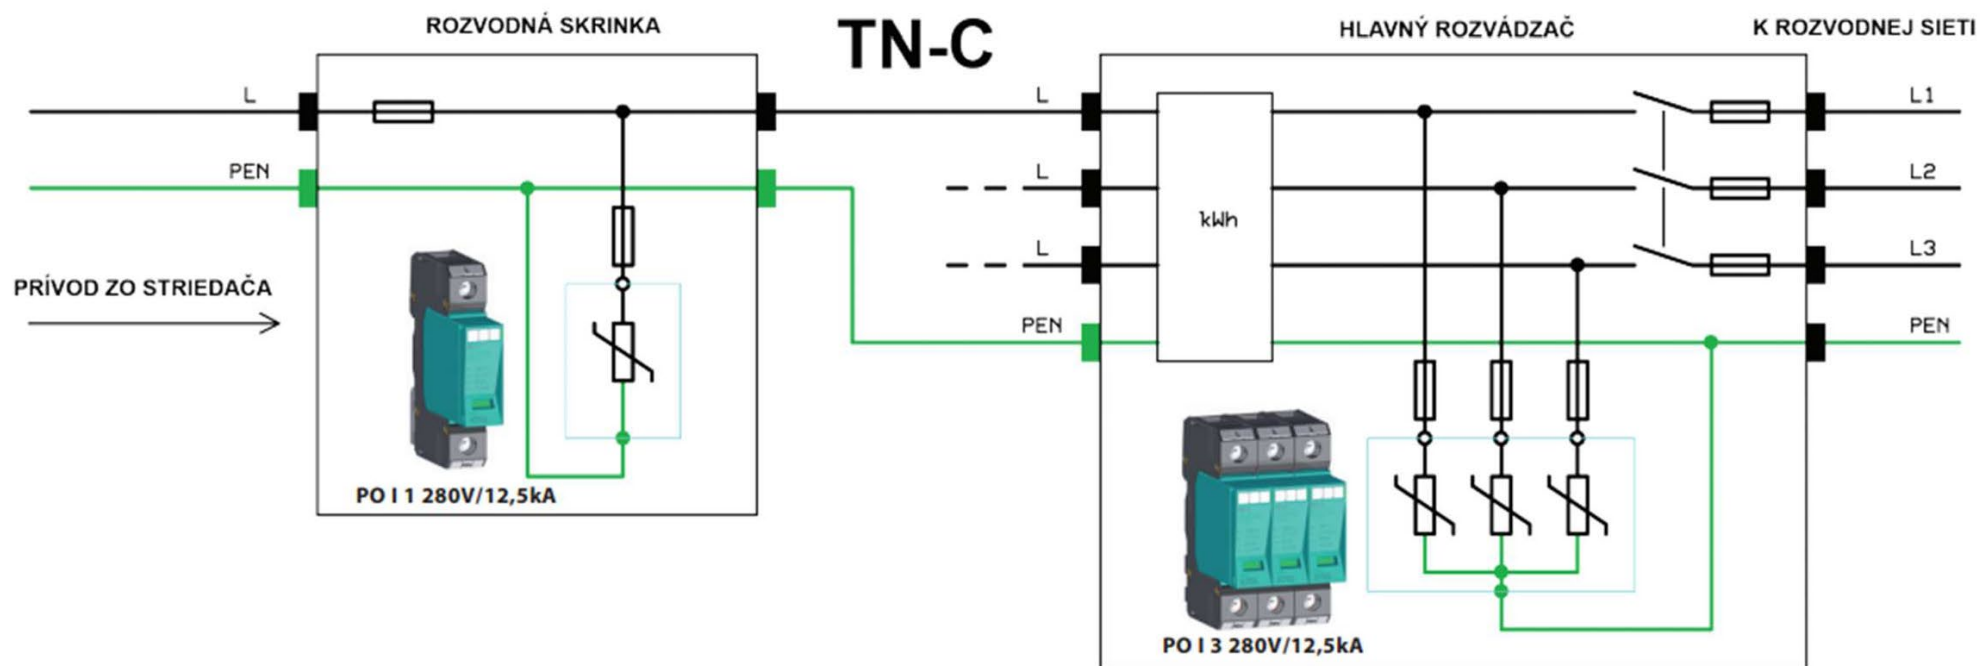 ROZVODNÁ SKRINKA
TN-C
HLAVNÝ ROZVÁDZAČ
K ROZVODNEJ SIETI
L
L
L1
PEN
L
L2
kWh
L
L3
PRÍVOD ZO STRIEDAČA
PEN
PEN
PO I 1 280V/12,5kA
PO I 3 280V/12,5kA